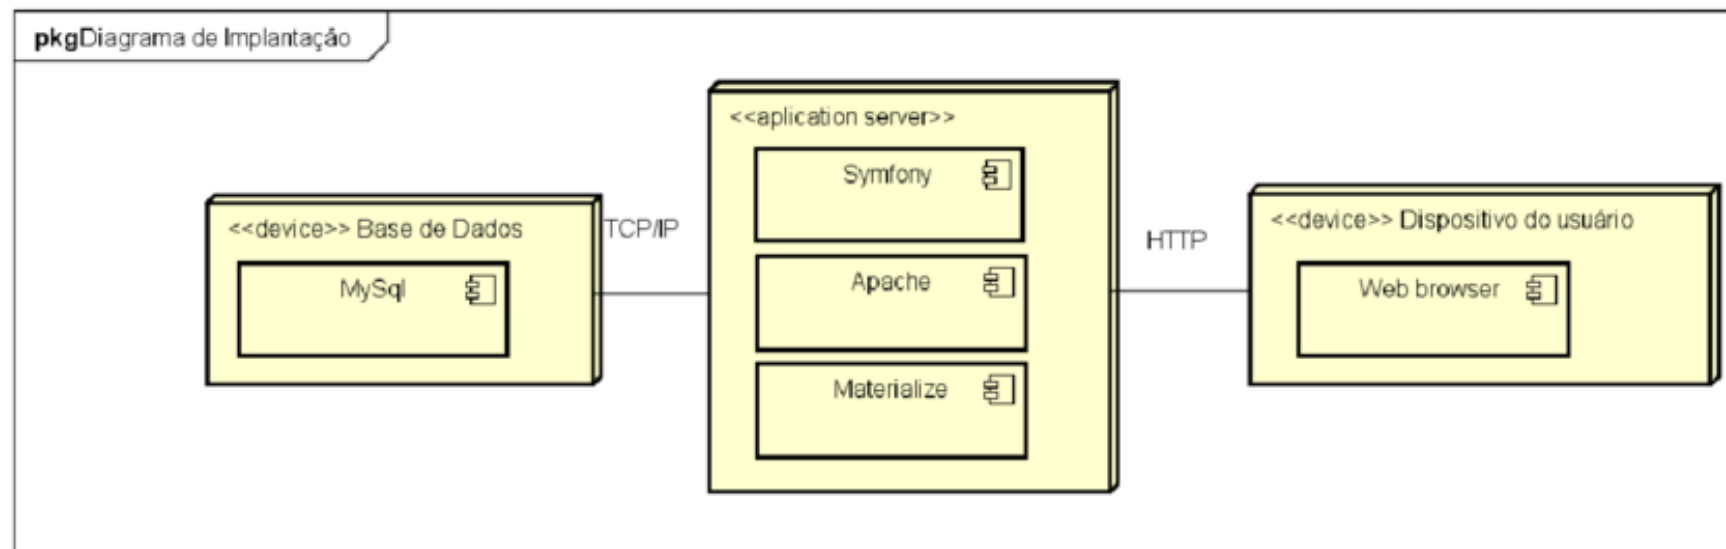 pkgDiagrama de Implantação
<<aplication server>>
Symfony
<<device>> Base de Dados
TCP/IP
HTTP
<<device>> Dispositivo do usuário
MySql
Apache
Web browser
Materialize